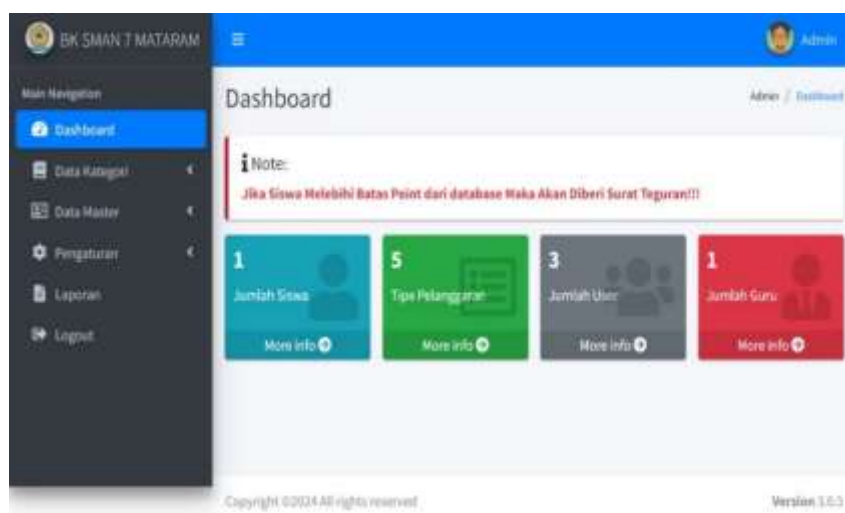 BK SMAN 7 MATARAM
Admin
Main Navigation
Dashboard
Data Kategori
Data Master
Pengaturan
Laporan
Logout
Dashboard
Admin / Dashboard
Note:
Jika Siswa Melebihi Batas Point dari database Maka Akan Diberi Surat Teguran!!!
1
Jumlah Siswa
More info
5
Tipe Pelanggaran
More info
3
Jumlah User
More info
1
Jumlah Guru
More info
Copyright ©2024 All rights reserved
Version